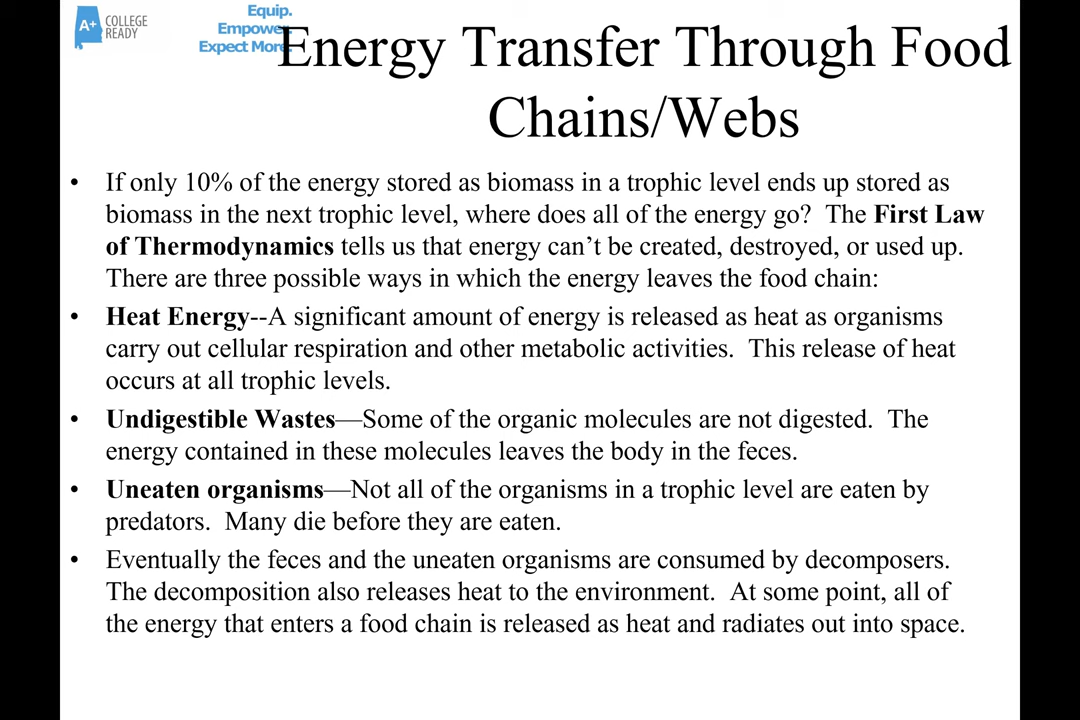 A+ COLLEGE
READY
Equip.
Empower.
Expect More.
Energy Transfer Through Food
Chains/Webs
• If only 10% of the energy stored as biomass in a trophic level ends up stored as
biomass in the next trophic level, where does all of the energy go?  The First Law
of Thermodynamics tells us that energy can’t be created, destroyed, or used up.
There are three possible ways in which the energy leaves the food chain:
• Heat Energy--A significant amount of energy is released as heat as organisms
carry out cellular respiration and other metabolic activities.  This release of heat
occurs at all trophic levels.
• Undigestible Wastes—Some of the organic molecules are not digested.  The
energy contained in these molecules leaves the body in the feces.
• Uneaten organisms—Not all of the organisms in a trophic level are eaten by
predators.  Many die before they are eaten.
• Eventually the feces and the uneaten organisms are consumed by decomposers.
The decomposition also releases heat to the environment.  At some point, all of
the energy that enters a food chain is released as heat and radiates out into space.